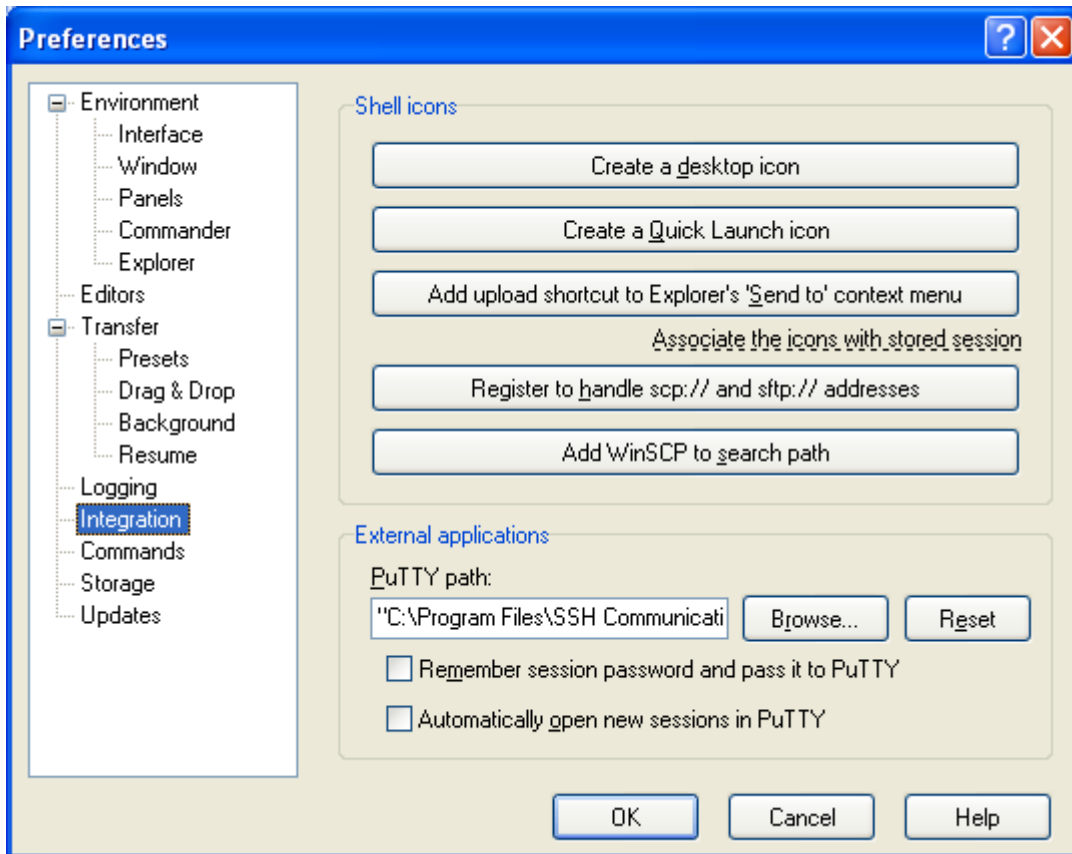 Preferences
Environment
Interface
Window
Panels
Commander
Explorer
Editors
Transfer
Presets
Drag & Drop
Background
Resume
Logging
Integration
Commands
Storage
Updates
Shell icons
Create a desktop icon
Create a Quick Launch icon
Add upload shortcut to Explorer's 'Send to' context menu
Associate the icons with stored session
Register to handle scp:// and sftp:// addresses
Add WinSCP to search path
External applications
PuTTY path:
"C:\Program Files\SSH Communicati
Browse...
Reset
Remember session password and pass it to PuTTY
Automatically open new sessions in PuTTY
OK
Cancel
Help